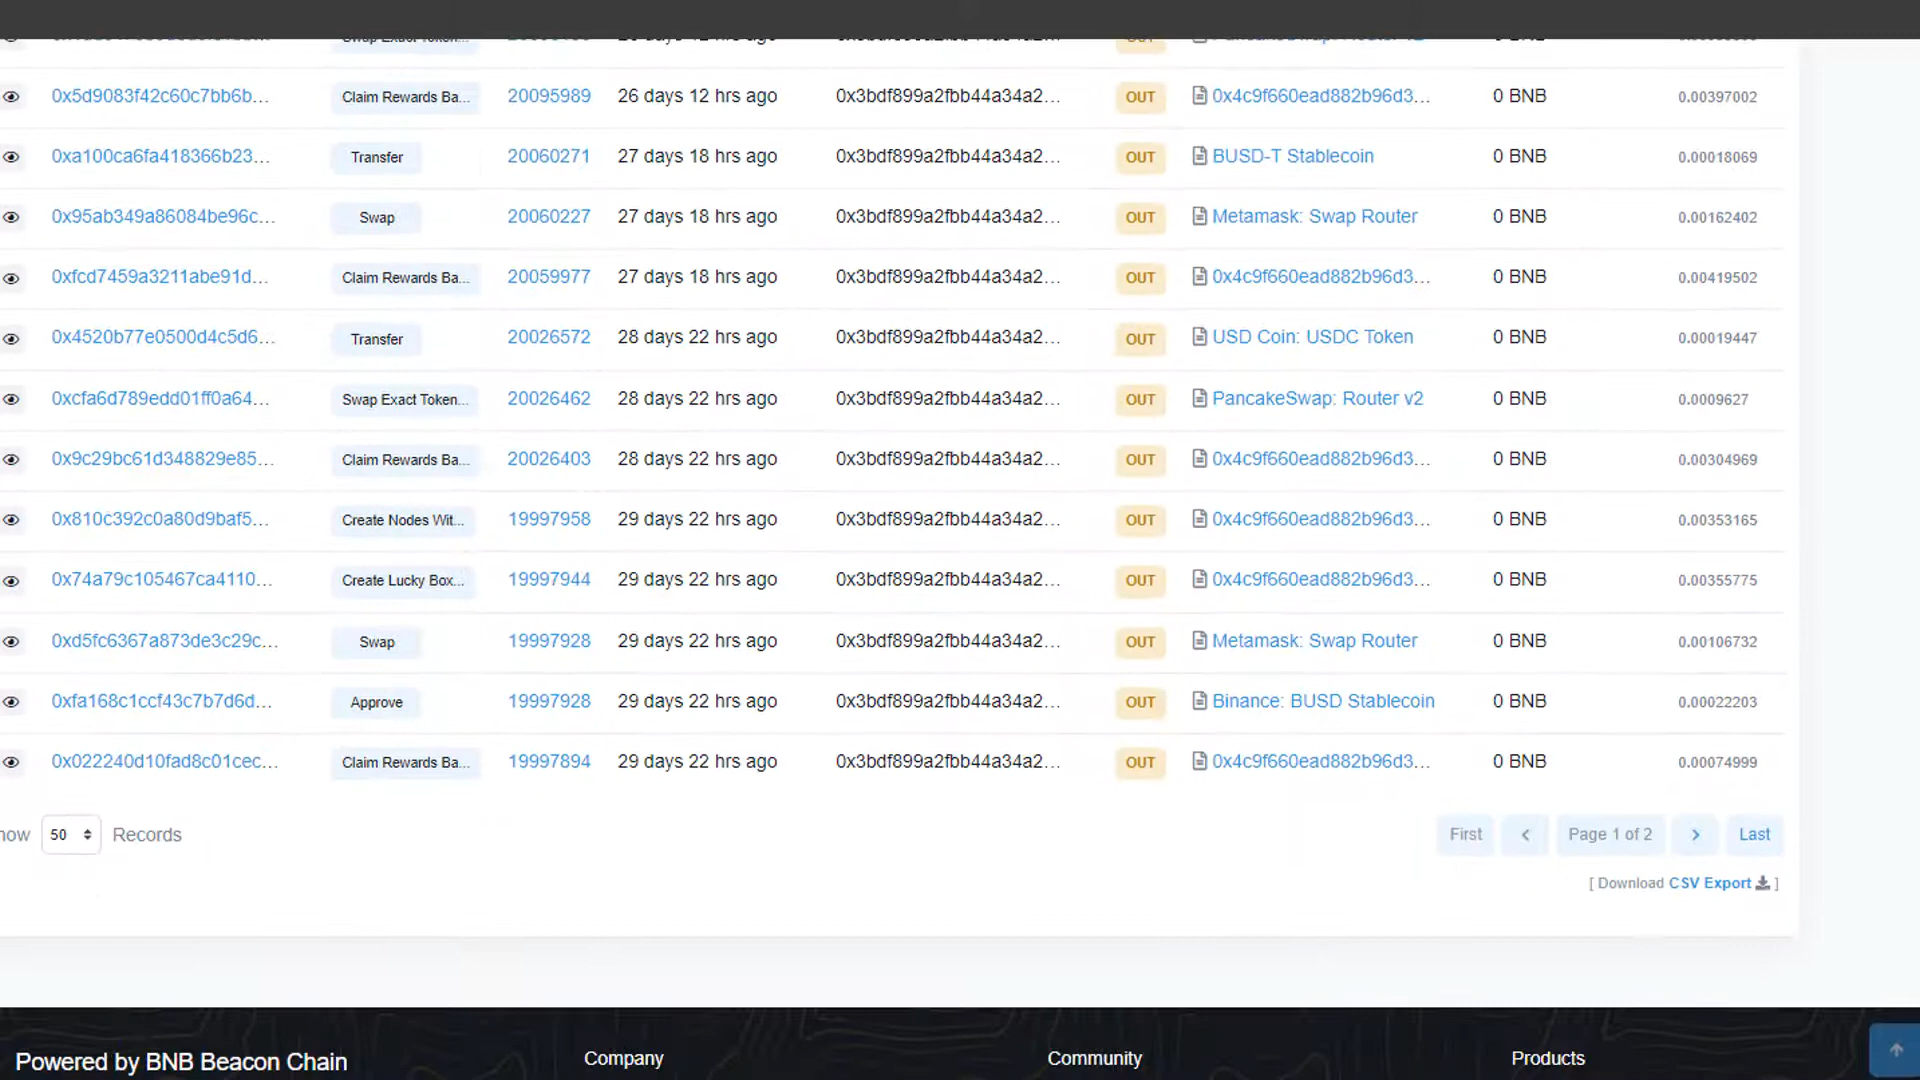 0x5d9083f42c60c7bb6b... Claim Rewards Ba... 20095989 26 days 12 hrs ago 0x3bdf899a2fbb44a34a2... OUT 0x4c9f660ead882b96d3... 0 BNB 0.00397002
0xa100ca6fa418366b23... Transfer 20060271 27 days 18 hrs ago 0x3bdf899a2fbb44a34a2... OUT BUSD-T Stablecoin 0 BNB 0.00018069
0x95ab349a86084be96c... Swap 20060227 27 days 18 hrs ago 0x3bdf899a2fbb44a34a2... OUT Metamask: Swap Router 0 BNB 0.00162402
0xfcd7459a3211abe91d... Claim Rewards Ba... 20059977 27 days 18 hrs ago 0x3bdf899a2fbb44a34a2... OUT 0x4c9f660ead882b96d3... 0 BNB 0.00419502
0x4520b77e0500d4c5d6... Transfer 20026572 28 days 22 hrs ago 0x3bdf899a2fbb44a34a2... OUT USD Coin: USDC Token 0 BNB 0.00019447
0xcfa6d789edd01ff0a64... Swap Exact Token... 20026462 28 days 22 hrs ago 0x3bdf899a2fbb44a34a2... OUT PancakeSwap: Router v2 0 BNB 0.0009627
0x9c29bc61d348829e85... Claim Rewards Ba... 20026403 28 days 22 hrs ago 0x3bdf899a2fbb44a34a2... OUT 0x4c9f660ead882b96d3... 0 BNB 0.00304969
0x810c392c0a80d9baf5... Create Nodes Wit... 19997958 29 days 22 hrs ago 0x3bdf899a2fbb44a34a2... OUT 0x4c9f660ead882b96d3... 0 BNB 0.00353165
0x74a79c105467ca4110... Create Lucky Box... 19997944 29 days 22 hrs ago 0x3bdf899a2fbb44a34a2... OUT 0x4c9f660ead882b96d3... 0 BNB 0.00355775
0xd5fc6367a873de3c29c... Swap 19997928 29 days 22 hrs ago 0x3bdf899a2fbb44a34a2... OUT Metamask: Swap Router 0 BNB 0.00106732
0xfa168c1ccf43c7b7d6d... Approve 19997928 29 days 22 hrs ago 0x3bdf899a2fbb44a34a2... OUT Binance: BUSD Stablecoin 0 BNB 0.00022203
0x022240d10fad8c01cec... Claim Rewards Ba... 19997894 29 days 22 hrs ago 0x3bdf899a2fbb44a34a2... OUT 0x4c9f660ead882b96d3... 0 BNB 0.00074999
how 50 Records First < Page 1 of 2 > Last
[ Download CSV Export ]
Powered by BNB Beacon Chain Company Community Products